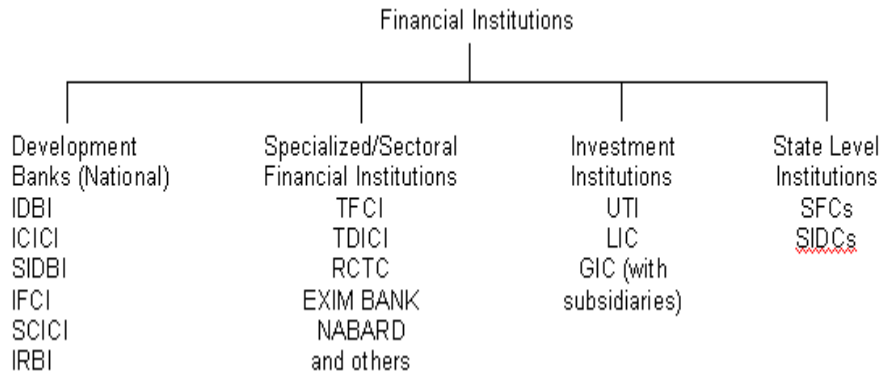 Financial Institutions
Development
Banks (National)
IDBI
ICICI
SIDBI
IFCI
SCICI
IRBI
Specialized/Sectoral
Financial Institutions
TFCI
TDICI
RCTC
EXIM BANK
NABARD
and others
Investment
Institutions
UTI
LIC
GIC (with
subsidiaries)
State Level
Institutions
SFCs
SIDCs